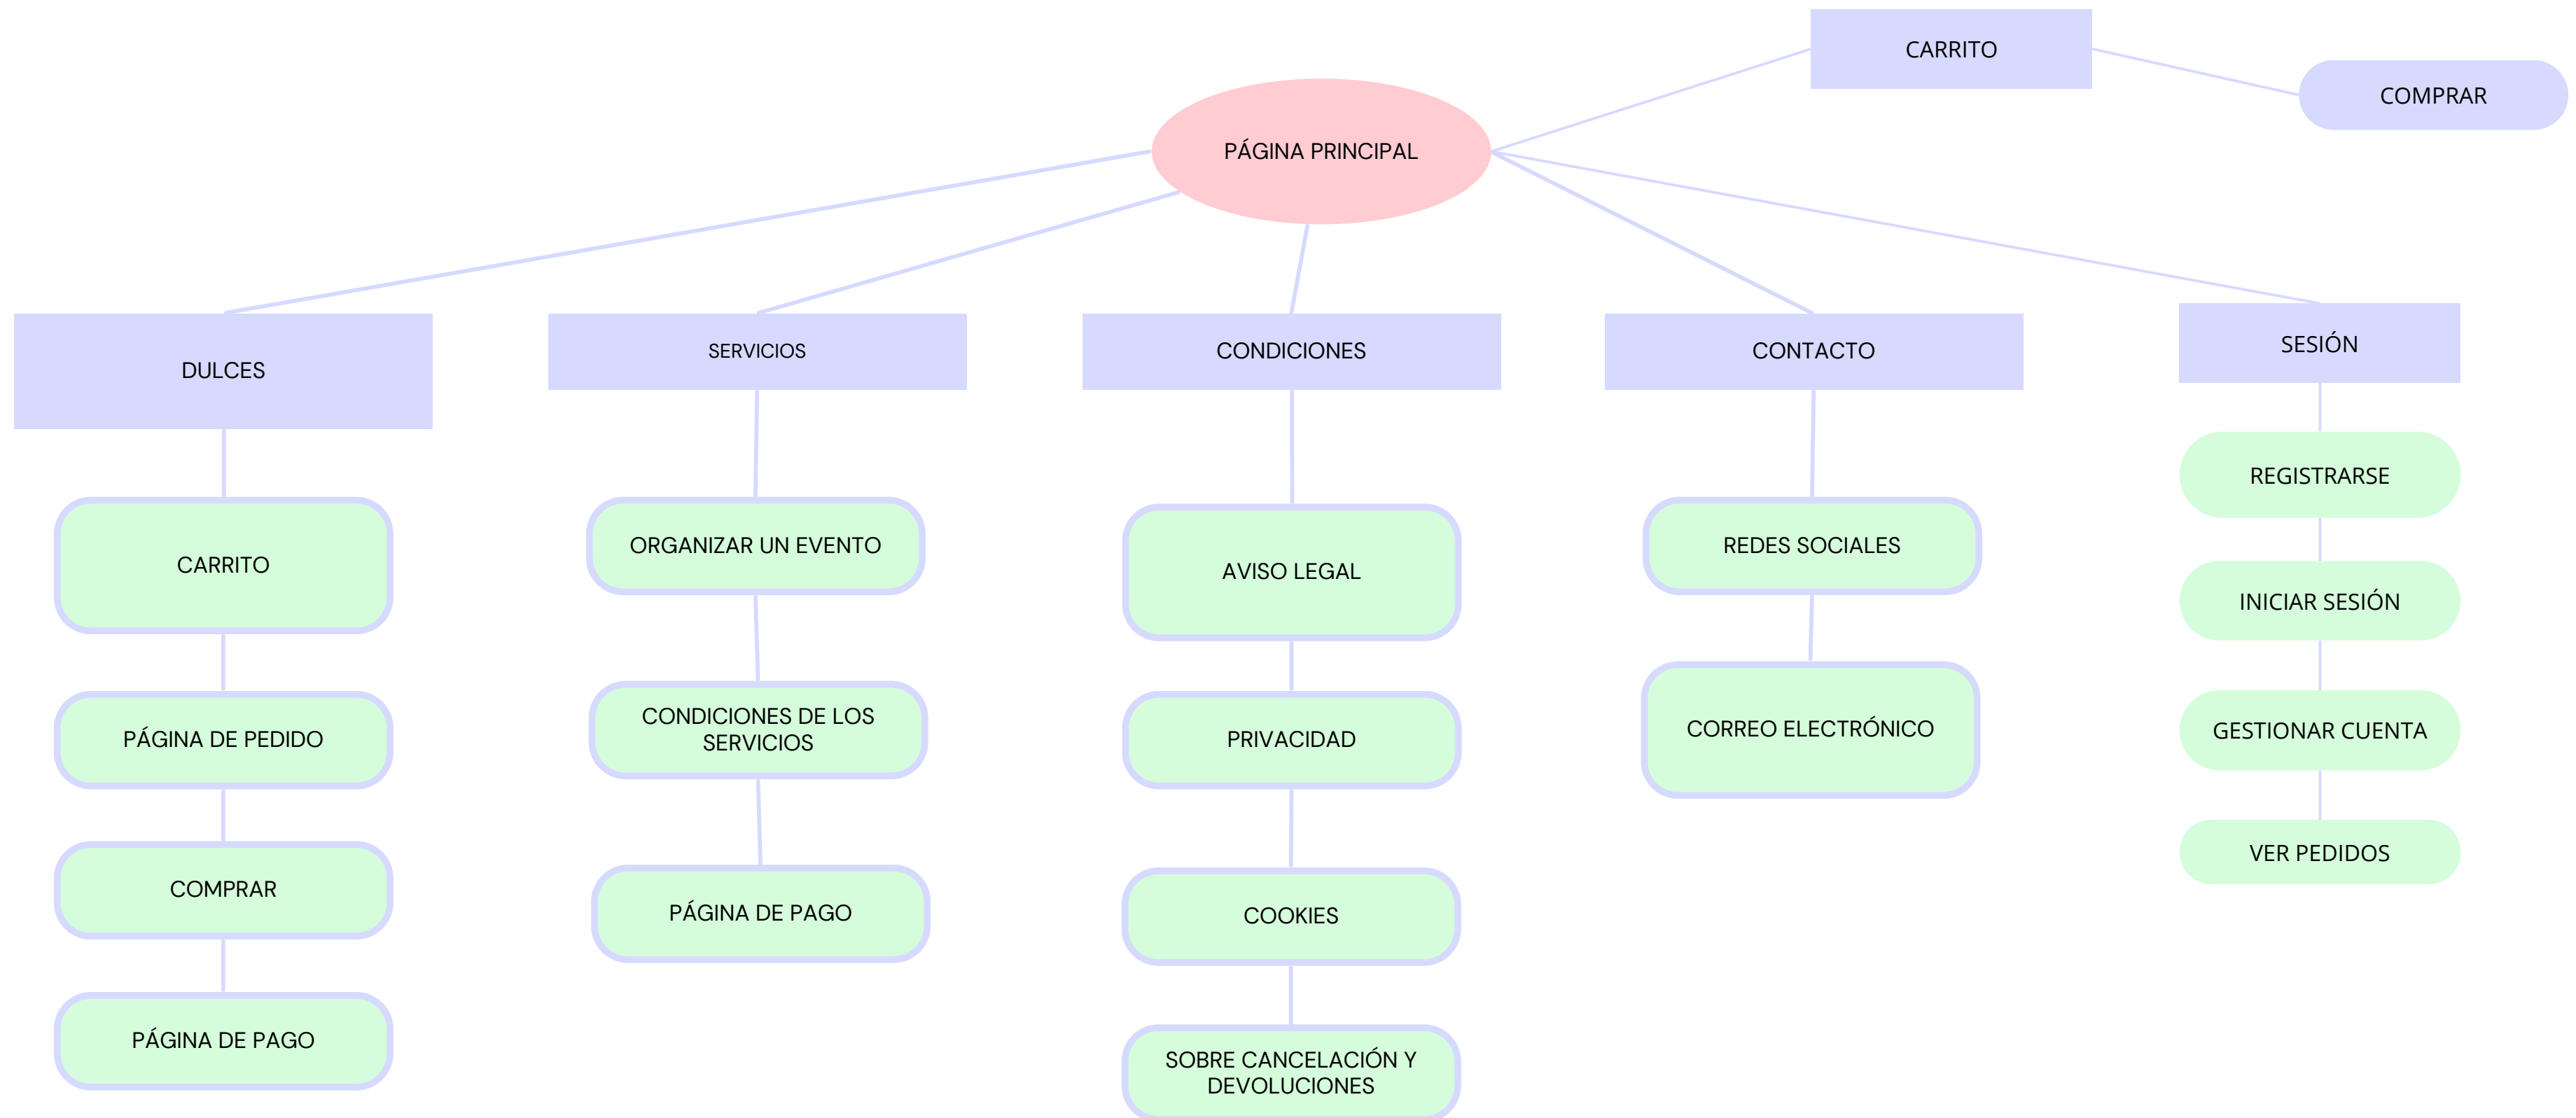 CARRITO
COMPRAR
PÁGINA PRINCIPAL
DULCES
CARRITO
PÁGINA DE PEDIDO
COMPRAR
PÁGINA DE PAGO
SERVICIOS
ORGANIZAR UN EVENTO
CONDICIONES DE LOS
SERVICIOS
PÁGINA DE PAGO
CONDICIONES
AVISO LEGAL
PRIVACIDAD
COOKIES
SOBRE CANCELACIÓN Y
DEVOLUCIONES
CONTACTO
REDES SOCIALES
CORREO ELECTRÓNICO
SESIÓN
REGISTRARSE
INICIAR SESIÓN
GESTIONAR CUENTA
VER PEDIDOS